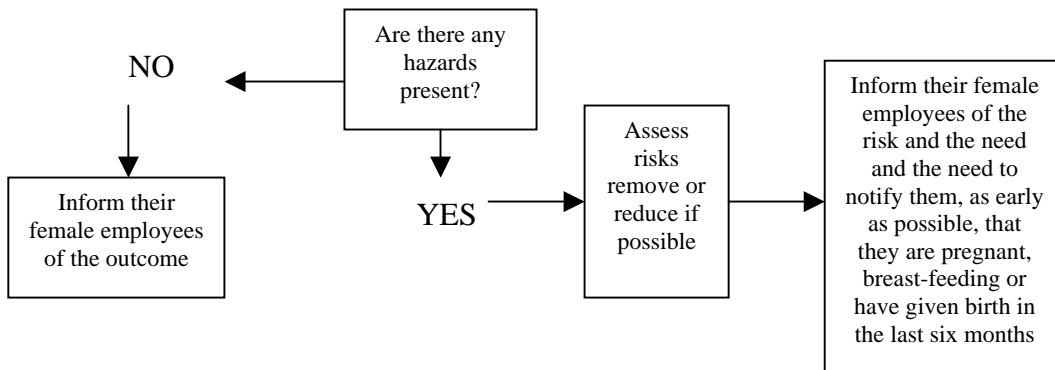 Are there any
hazards
present?
NO
Inform their
female employees
of the outcome
YES
Assess
risks
remove or
reduce if
possible
Inform their female
employees of the
risk and the need
and the need to
notify them, as early
as possible, that
they are pregnant,
breast-feeding or
have given birth in
the last six months